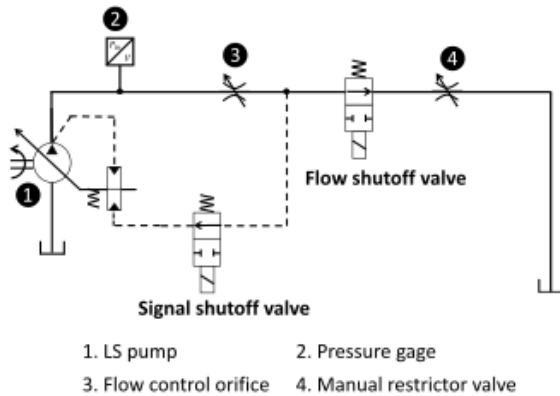 2
3
4
Flow shutoff valve
1
Signal shutoff valve
1. LS pump 2. Pressure gage
3. Flow control orifice 4. Manual restrictor valve